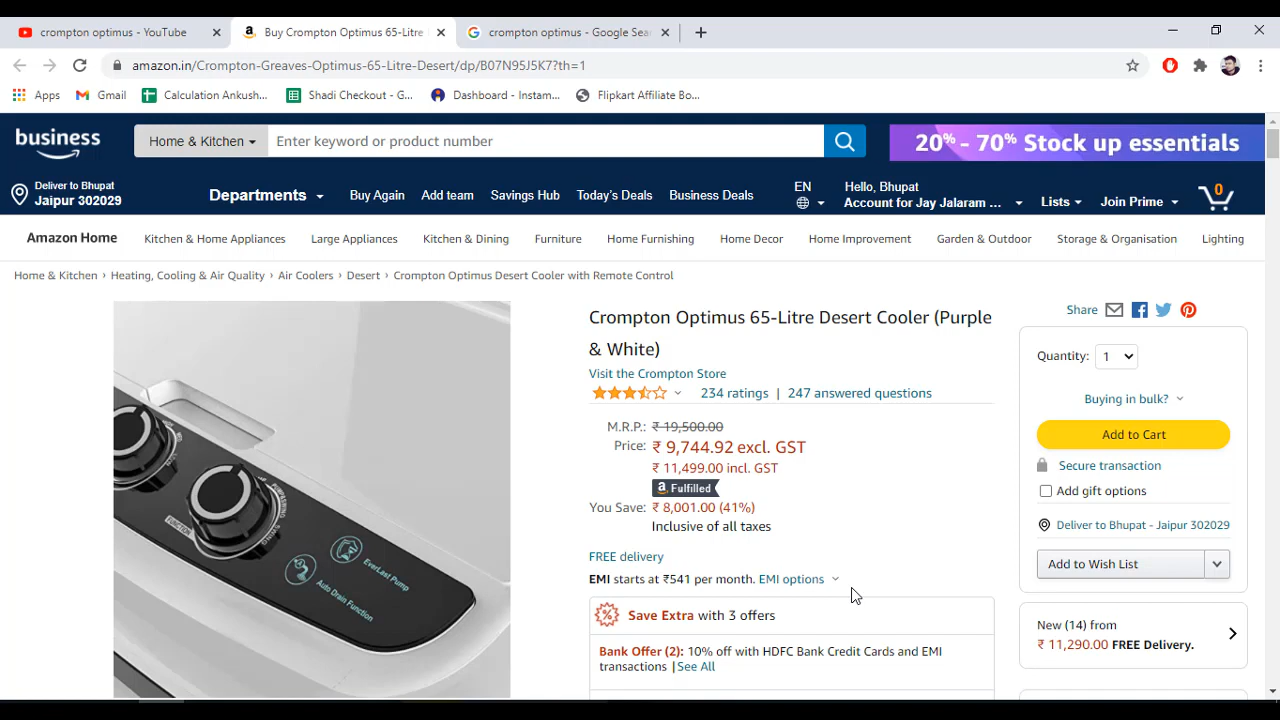 crompton optimus - YouTube
Buy Crompton Optimus 65-Litre
crompton optimus - Google Sea
amazon.in/Crompton-Greaves-Optimus-65-Litre-Desert/dp/B07N95J5K7?th=1
Apps Gmail Calculation Ankush... Shadi Checkout - G... Dashboard - Instam... Flipkart Affiliate Bo...
business
Home & Kitchen
Enter keyword or product number
20% - 70% Stock up essentials
Deliver to Bhupat
Jaipur 302029
Departments
Buy Again Add team Savings Hub Today's Deals Business Deals
EN
Hello, Bhupat
Account for Jay Jalaram ...
Lists
Join Prime
0
Amazon Home Kitchen & Home Appliances Large Appliances Kitchen & Dining Furniture Home Furnishing Home Decor Home Improvement Garden & Outdoor Storage & Organisation Lighting
Home & Kitchen › Heating, Cooling & Air Quality › Air Coolers › Desert › Crompton Optimus Desert Cooler with Remote Control
FUNCTION
EverLast Pump
Auto Drain Function
Crompton Optimus 65-Litre Desert Cooler (Purple
& White)
Visit the Crompton Store
234 ratings | 247 answered questions
M.R.P.: ₹ 19,500.00
Price: ₹ 9,744.92 excl. GST
₹ 11,499.00 incl. GST
a Fulfilled
You Save: ₹ 8,001.00 (41%)
Inclusive of all taxes
FREE delivery
EMI starts at ₹541 per month. EMI options
Save Extra with 3 offers
Bank Offer (2): 10% off with HDFC Bank Credit Cards and EMI
transactions | See All
Share
Quantity: 1
Buying in bulk?
Add to Cart
Secure transaction
Add gift options
Deliver to Bhupat - Jaipur 302029
Add to Wish List
New (14) from
₹ 11,290.00 FREE Delivery.